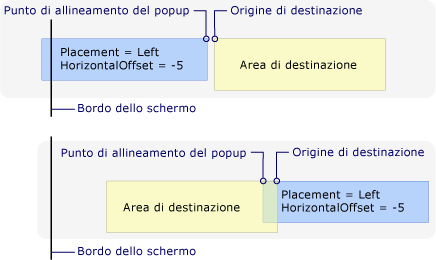 Punto di allineamento del popup
Origine di destinazione
Placement = Left
HorizontalOffset = -5
Area di destinazione
Bordo dello schermo
Punto di allineamento del popup
Origine di destinazione
Area di destinazione
Placement = Left
HorizontalOffset = -5
Bordo dello schermo